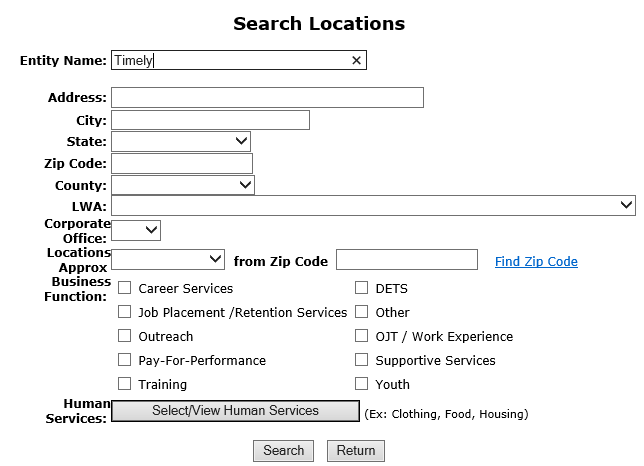 Search Locations
Entity Name: Timely ×
Address:
City:
State:
Zip Code:
County:
LWA:
Corporate
Office:
Locations
Approx from Zip Code Find Zip Code
Business
Function:
Career Services DETS
Job Placement /Retention Services Other
Outreach OJT / Work Experience
Pay-For-Performance Supportive Services
Training Youth
Human
Services: Select/View Human Services (Ex: Clothing, Food, Housing)
Search Return